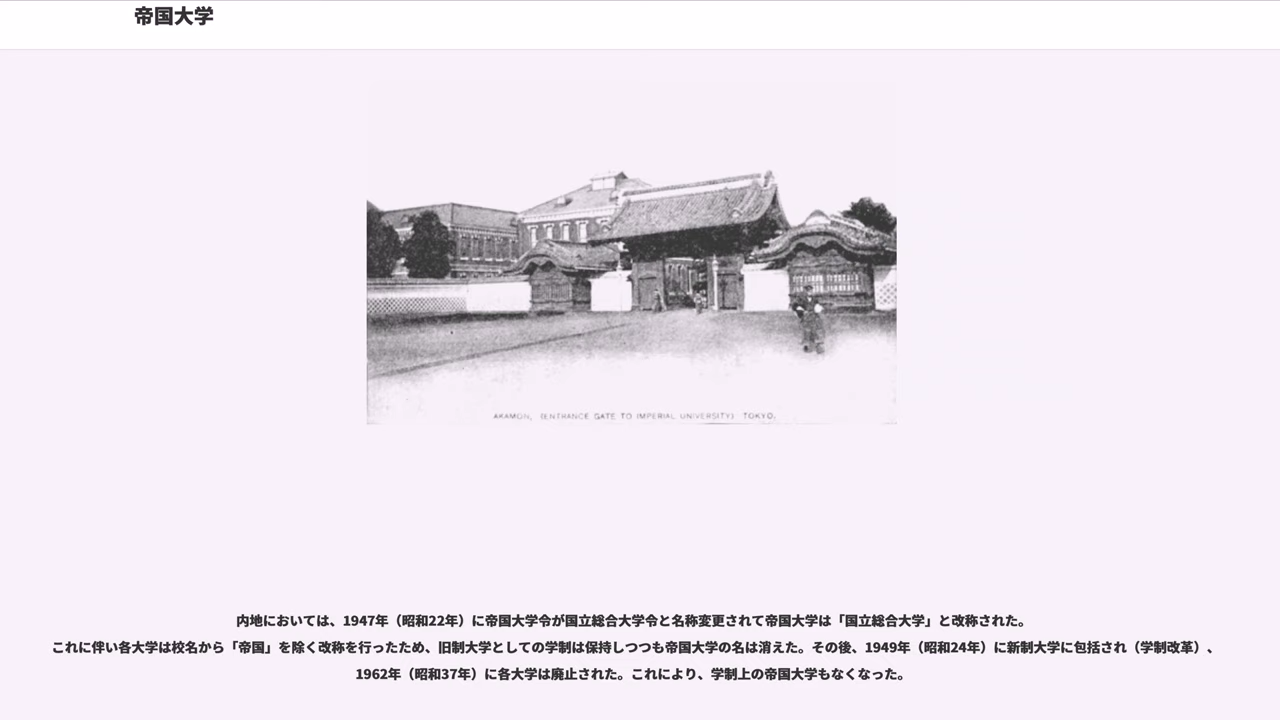 帝国大学
AKAMON, (ENTRANCE GATE TO IMPERIAL UNIVERSITY) TOKYO.
内地においては、1947年（昭和22年）に帝国大学令が国立総合大学令と名称変更されて帝国大学は「国立総合大学」と改称された。
これに伴い各大学は校名から「帝国」を除く改称を行ったため、旧制大学としての学制は保持しつつも帝国大学の名は消えた。その後、1949年（昭和24年）に新制大学に包括され（学制改革）、
1962年（昭和37年）に各大学は廃止された。これにより、学制上の帝国大学もなくなった。